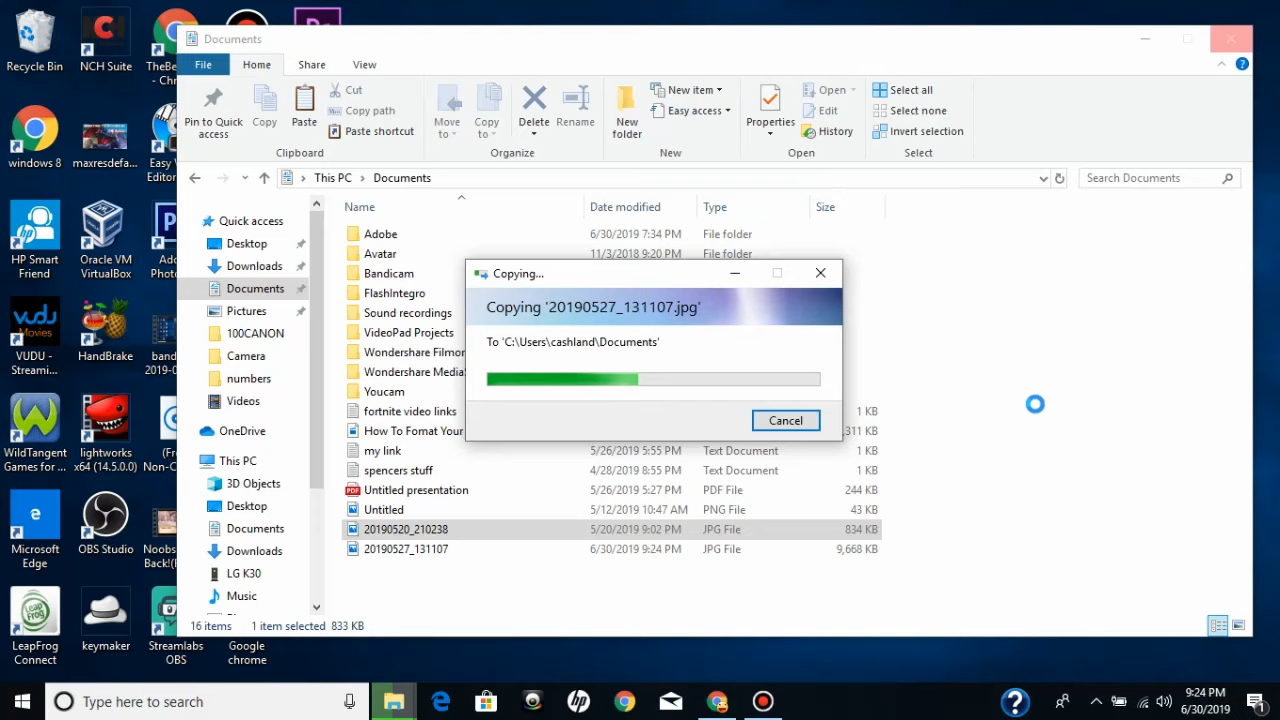 Recycle Bin
NCH Suite
TheBe
- Chr
windows 8
maxresdefa...
Easy
Editor
HP Smart
Friend
Oracle VM
VirtualBox
Ad
Phot
VUDU -
Streami...
HandBrake
band
2019-0
WildTangent
Games for ...
lightworks
x64 (14.5.0.0)
(Fr
Non-C
Microsoft
Edge
OBS Studio
Noobs
Back!(F
LeapFrog
Connect
keymaker
Streamlabs
OBS
Google
chrome
Documents
File
Home
Share
View
Pin to Quick
access
Copy
Paste
Cut
Copy path
Paste shortcut
Clipboard
Move
to
Copy
to
Delete
Rename
Organize
New
folder
New item
Easy access
New
Properties
Open
Edit
History
Open
Select all
Select none
Invert selection
Select
This PC > Documents
Search Documents
Quick access
Desktop
Downloads
Documents
Pictures
100CANON
Camera
numbers
Videos
OneDrive
This PC
3D Objects
Desktop
Documents
Downloads
LG K30
Music
Name Date modified Type Size
Adobe 6/30/2019 7:34 PM File folder
Avatar 11/3/2018 9:20 PM File folder
Bandicam
FlashIntegro
Sound recordings
VideoPad Projects
Wondershare Filmor
Wondershare Media
Youcam
fortnite video links 1 KB
How To Fomat Your ,311 KB
my link 5/26/2019 5:55 PM Text Document 1 KB
spencers stuff 4/28/2019 8:55 PM Text Document 1 KB
Untitled presentation 5/26/2019 5:27 PM PDF File 244 KB
Untitled 5/12/2019 10:47 AM PNG File 43 KB
20190520_210238 5/20/2019 9:02 PM JPG File 834 KB
20190527_131107 6/30/2019 9:24 PM JPG File 9,668 KB
Copying...
Copying '20190527_131107.jpg'
To 'C:\Users\cashland\Documents'
Cancel
16 items 1 item selected 833 KB
Type here to search
9:24 PM
6/30/2019